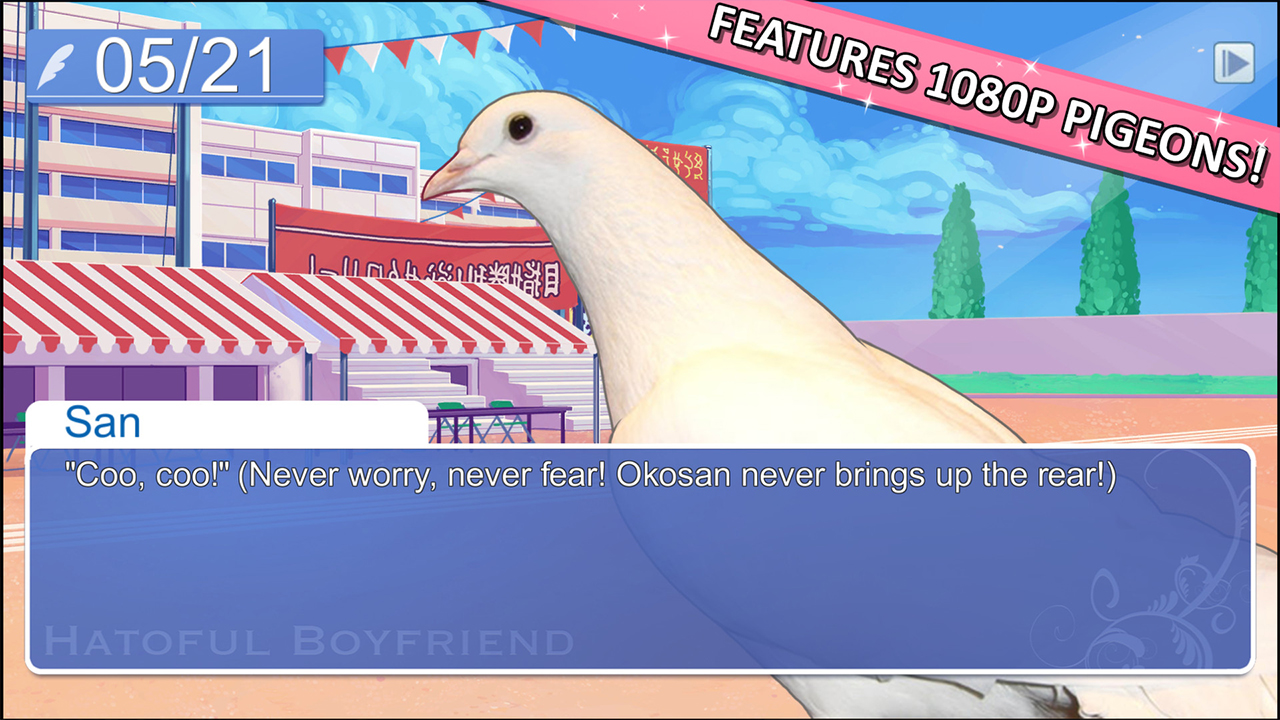 05/21
FEATURES 1080P PIGEONS!
San
"Coo, coo!" (Never worry, never fear! Okosan never brings up the rear!)
HATOFUL BOYFRIEND